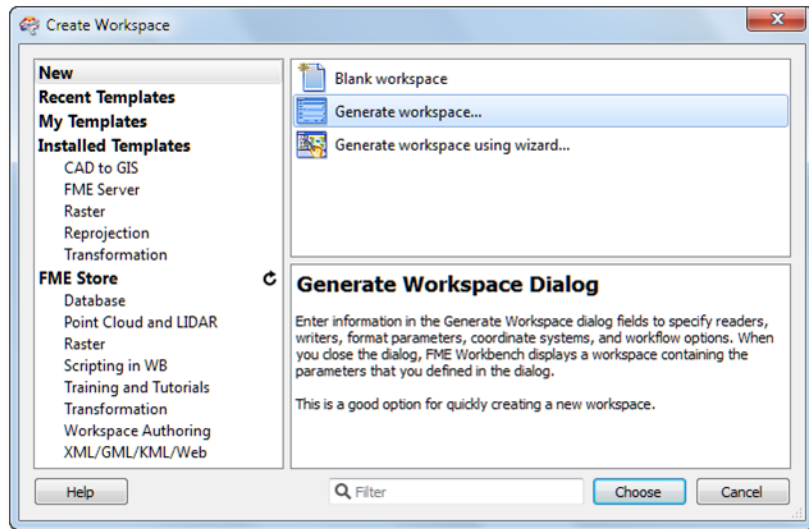 Create Workspace
New
Recent Templates
My Templates
Installed Templates
CAD to GIS
FME Server
Raster
Reprojection
Transformation
FME Store
Database
Point Cloud and LIDAR
Raster
Scripting in WB
Training and Tutorials
Transformation
Workspace Authoring
XML/GML/KML/Web
Blank workspace
Generate workspace...
Generate workspace using wizard...
Generate Workspace Dialog
Enter information in the Generate Workspace dialog fields to specify readers,
writers, format parameters, coordinate systems, and workflow options. When
you close the dialog, FME Workbench displays a workspace containing the
parameters that you defined in the dialog.
This is a good option for quickly creating a new workspace.
Help
Filter
Choose
Cancel